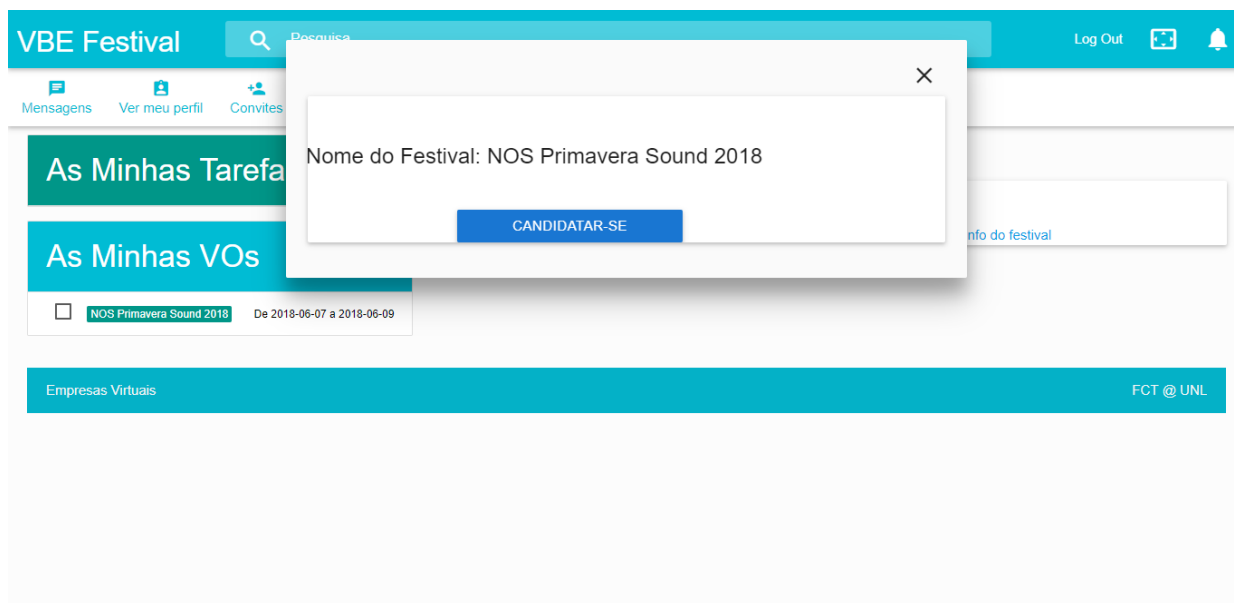 VBE Festival
Pesquisa
Log Out
Mensagens
Ver meu perfil
Convites
As Minhas Tarefa
Nome do Festival: NOS Primavera Sound 2018
CANDIDATAR-SE
nfo do festival
As Minhas VOs
NOS Primavera Sound 2018 De 2018-06-07 a 2018-06-09
Empresas Virtuais
FCT @ UNL